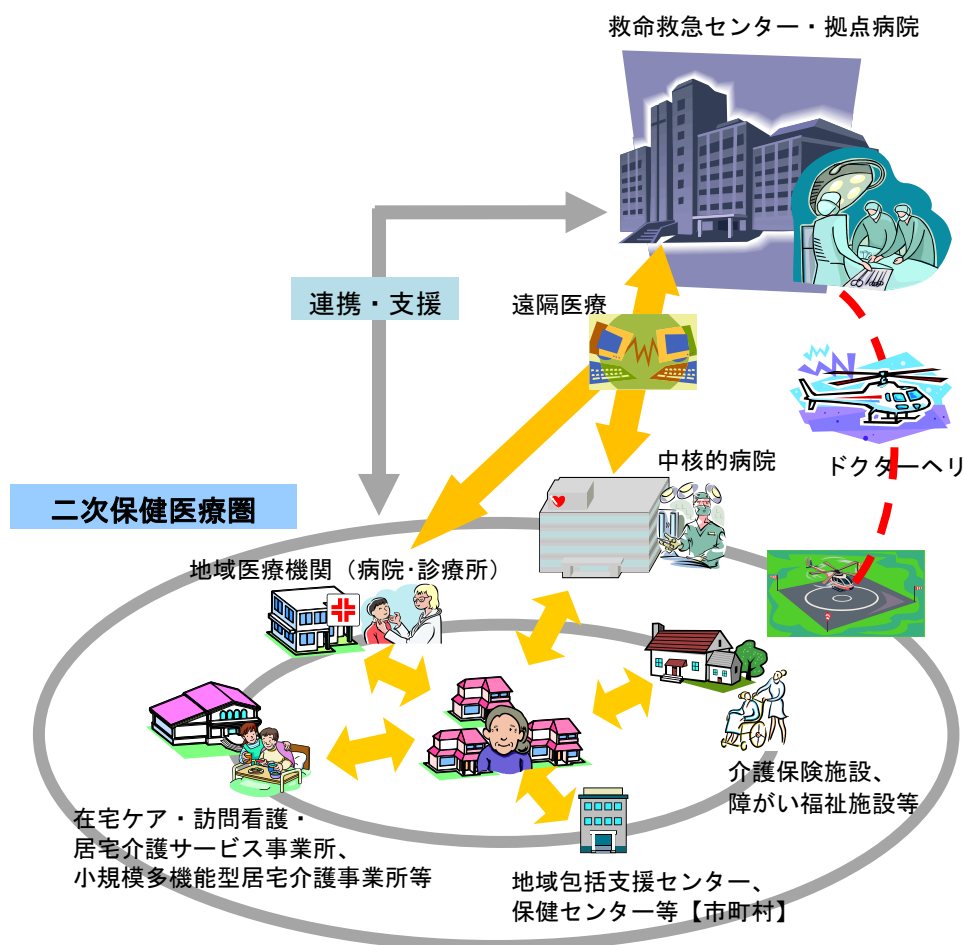 救命救急センター・拠点病院
連携・支援
遠隔医療
中核的病院
ドクターヘリ
二次保健医療圏
地域医療機関（病院･診療所）
介護保険施設、
障がい福祉施設等
在宅ケア・訪問看護・
居宅介護サービス事業所、
小規模多機能型居宅介護事業所等
地域包括支援センター、
保健センター等【市町村】